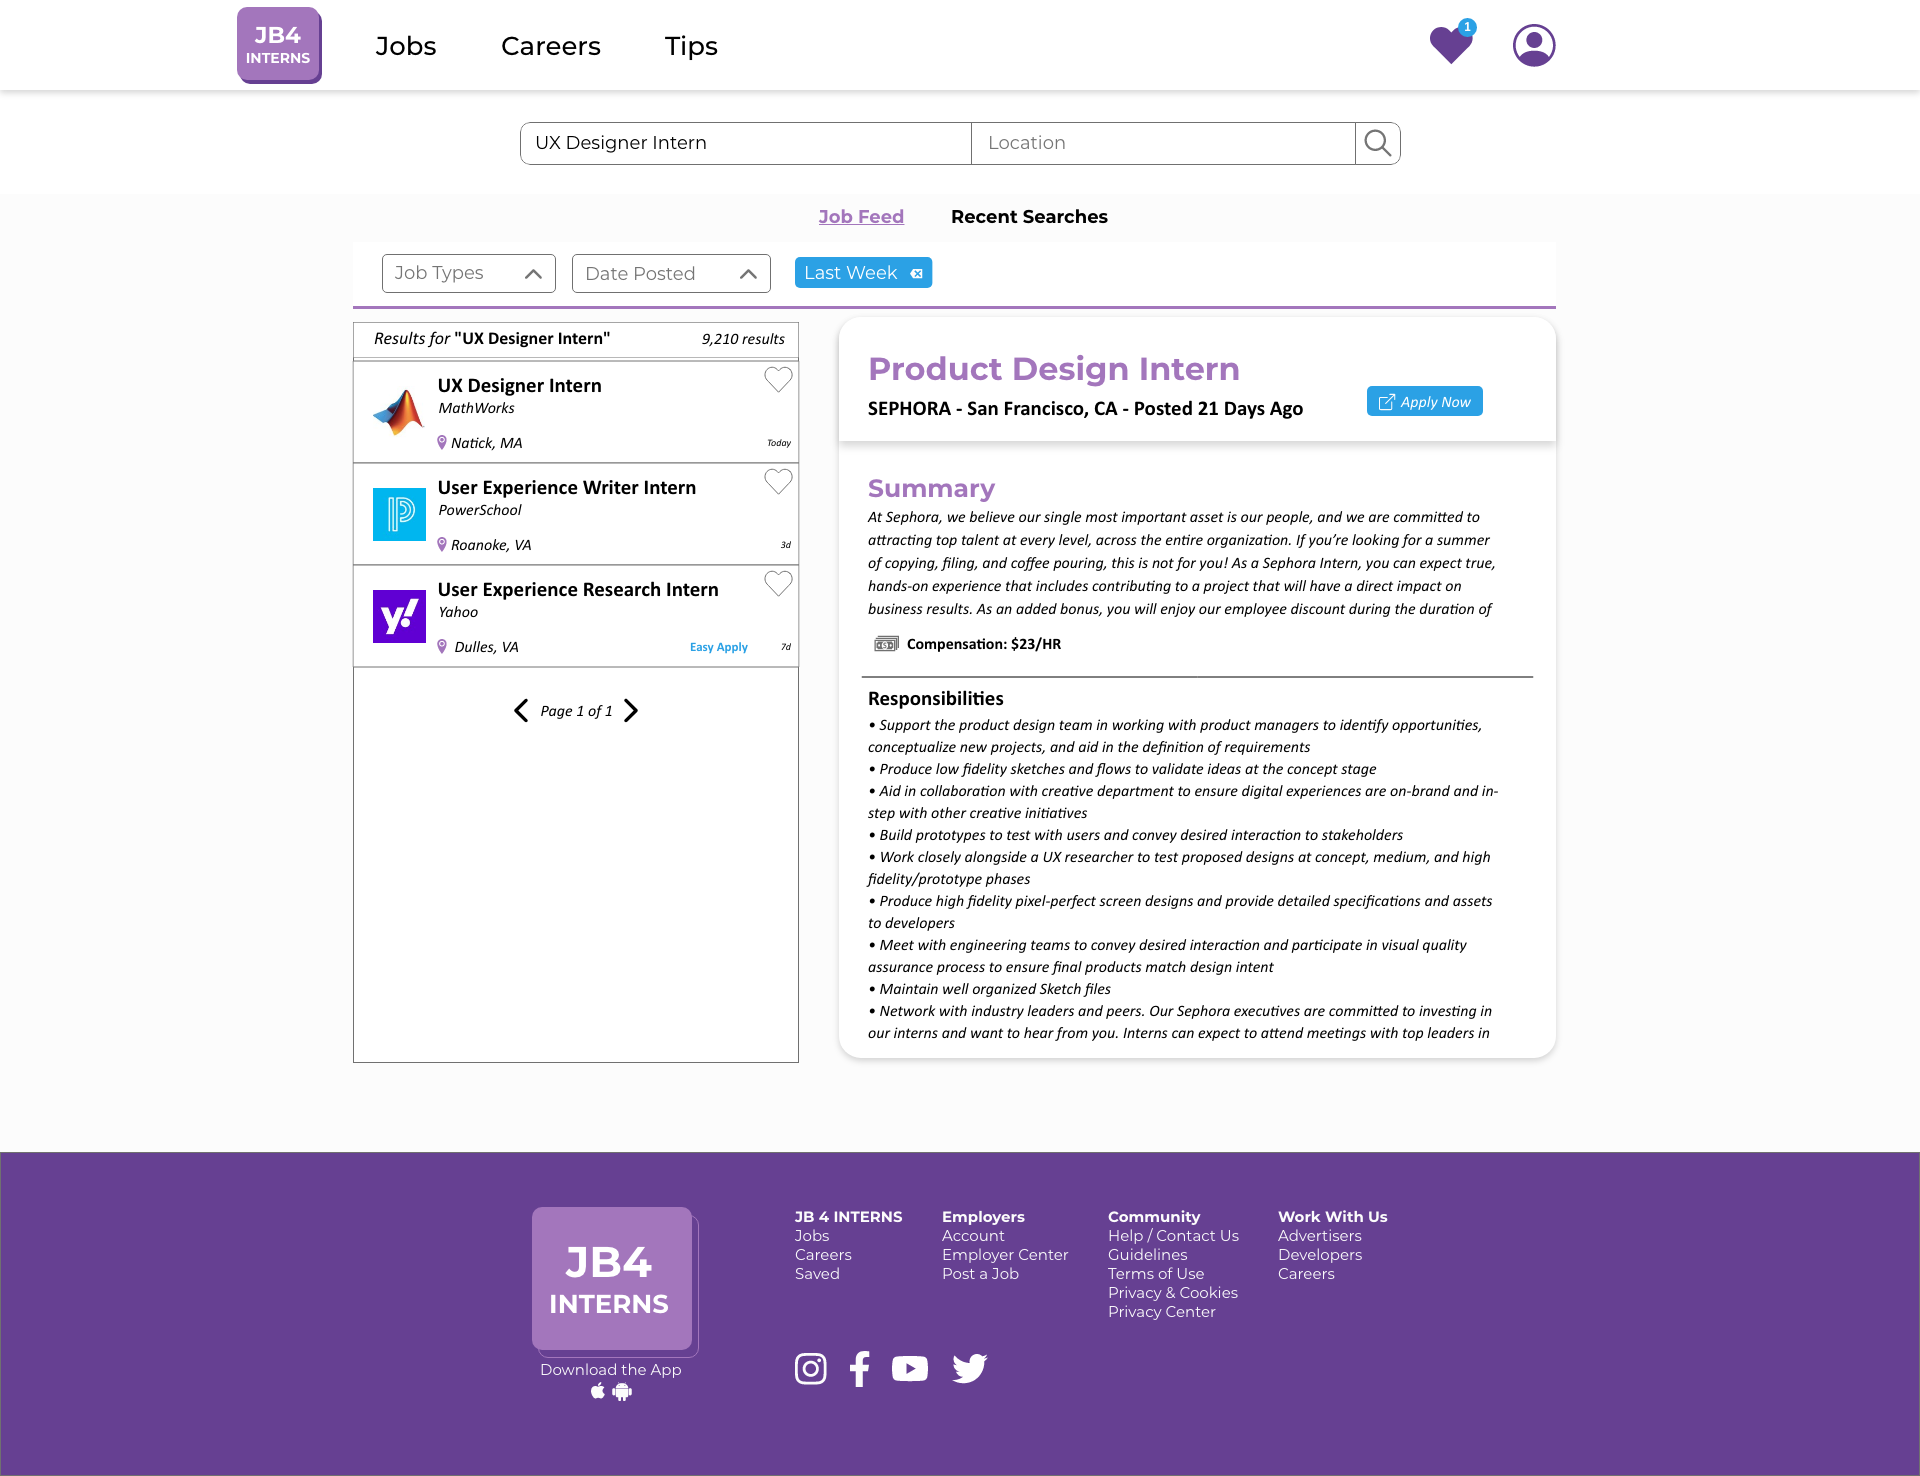 JB4
INTERNS
Jobs
Careers
Tips
1
UX Designer Intern
Location
Job Feed
Recent Searches
Job Types
Date Posted
Last Week
Results for "UX Designer Intern"
9,210 results
UX Designer Intern
MathWorks
Natick, MA
Today
User Experience Writer Intern
PowerSchool
Roanoke, VA
3d
User Experience Research Intern
Yahoo
Dulles, VA
Easy Apply
7d
y!
Page 1 of 1
Product Design Intern
SEPHORA - San Francisco, CA - Posted 21 Days Ago
Apply Now
Summary
At Sephora, we believe our single most important asset is our people, and we are committed to
attracting top talent at every level, across the entire organization. If you’re looking for a summer
of copying, filing, and coffee pouring, this is not for you! As a Sephora Intern, you can expect true,
hands-on experience that includes contributing to a project that will have a direct impact on
business results. As an added bonus, you will enjoy our employee discount during the duration of
Compensation: $23/HR
Responsibilities
• Support the product design team in working with product managers to identify opportunities,
conceptualize new projects, and aid in the definition of requirements
• Produce low fidelity sketches and flows to validate ideas at the concept stage
• Aid in collaboration with creative department to ensure digital experiences are on-brand and in-
step with other creative initiatives
• Build prototypes to test with users and convey desired interaction to stakeholders
• Work closely alongside a UX researcher to test proposed designs at concept, medium, and high
fidelity/prototype phases
• Produce high fidelity pixel-perfect screen designs and provide detailed specifications and assets
to developers
• Meet with engineering teams to convey desired interaction and participate in visual quality
assurance process to ensure final products match design intent
• Maintain well organized Sketch files
• Network with industry leaders and peers. Our Sephora executives are committed to investing in
our interns and want to hear from you. Interns can expect to attend meetings with top leaders in
JB4
INTERNS
Download the App
JB 4 INTERNS
Jobs
Careers
Saved
Employers
Account
Employer Center
Post a Job
Community
Help / Contact Us
Guidelines
Terms of Use
Privacy & Cookies
Privacy Center
Work With Us
Advertisers
Developers
Careers